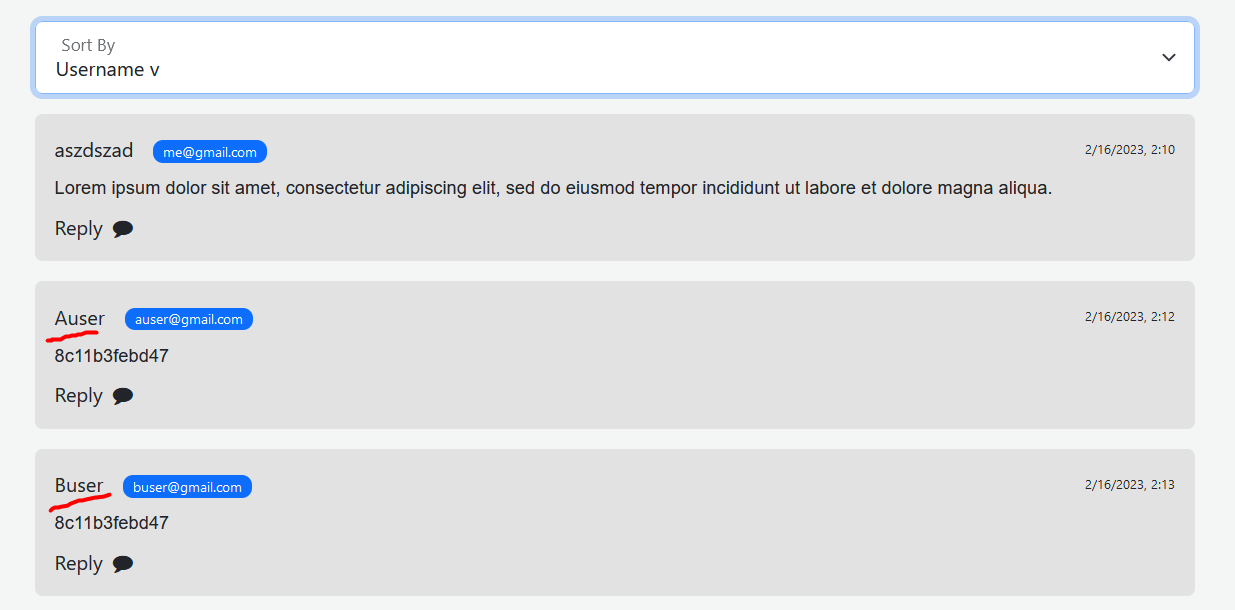 Sort By
Username v
aszdszad me@gmail.com 2/16/2023, 2:10
Lorem ipsum dolor sit amet, consectetur adipiscing elit, sed do eiusmod tempor incididunt ut labore et dolore magna aliqua.
Reply
Auser auser@gmail.com 2/16/2023, 2:12
8c11b3febd47
Reply
Buser buser@gmail.com 2/16/2023, 2:13
8c11b3febd47
Reply